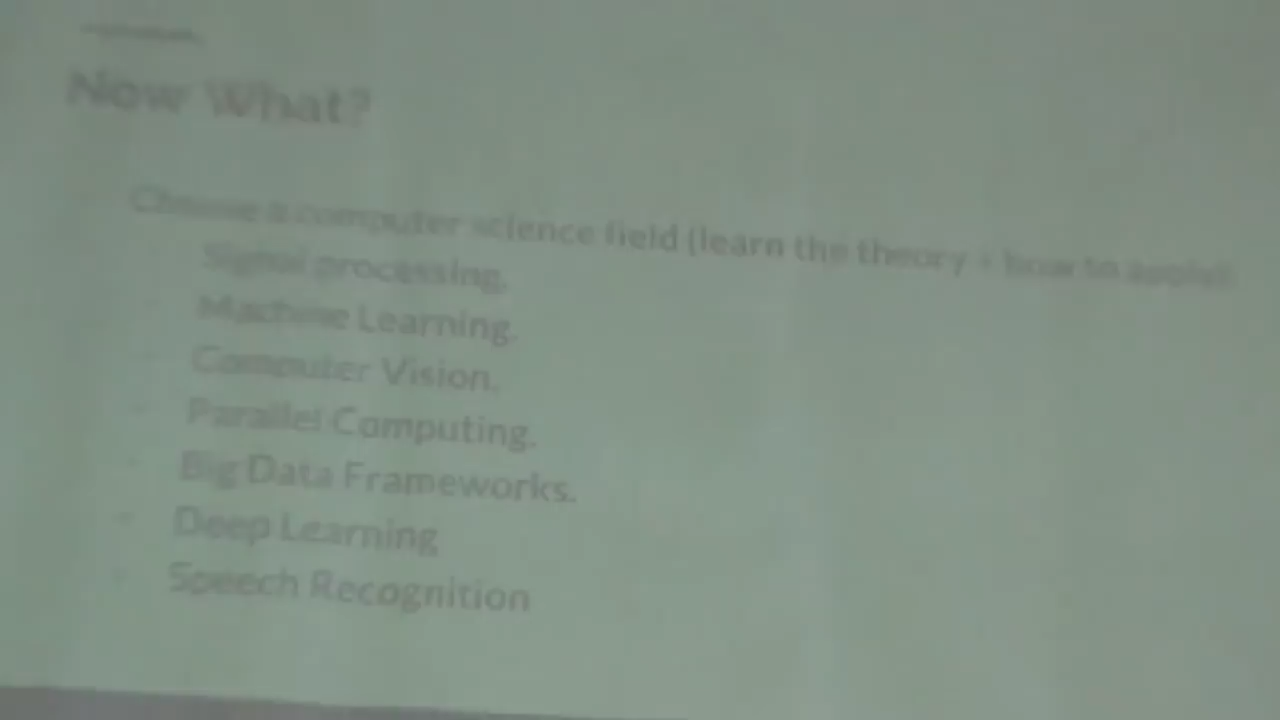 Now What?
Choose a computer science field (learn the theory + how to apply):
Signal processing.
- Machine Learning.
- Computer Vision.
- Parallel Computing.
- Big Data Frameworks.
- Deep Learning
- Speech Recognition